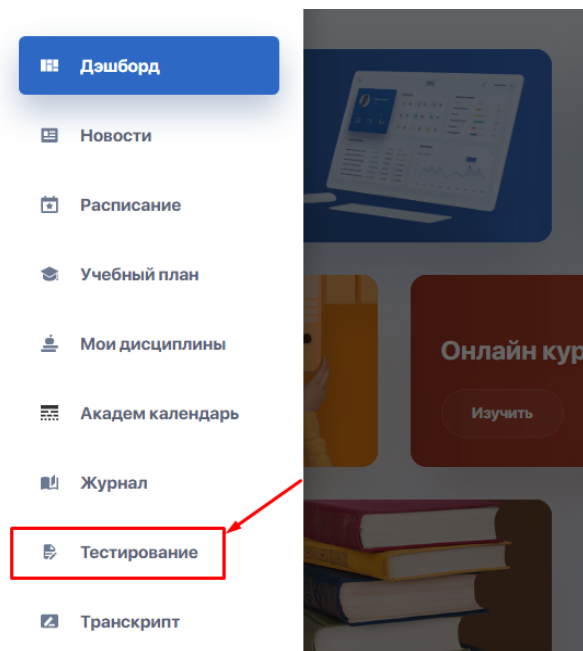 Дэшборд
Новости
Расписание
Учебный план
Мои дисциплины
Онлайн кур
Академ календарь
Изучить
Журнал
Тестирование
Транскрипт